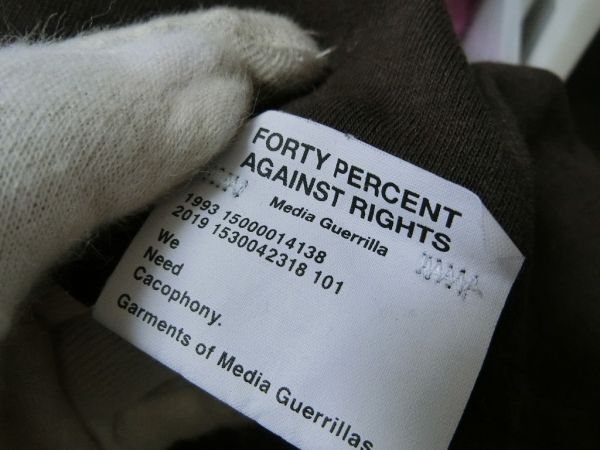 FORTY PERCENT
AGAINST RIGHTS
Media Guerrilla
1993 15000014138
2019 1530042318 101
We
Need
Cacophony.
Garments of Media Guerrillas